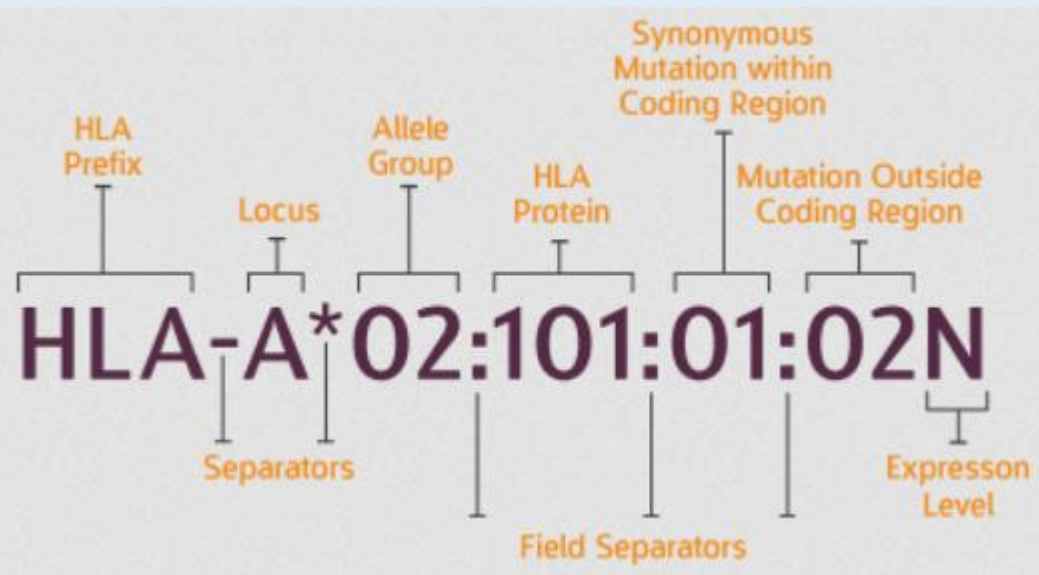 Synonymous
Mutation within
Coding Region
HLA
Prefix
Allele
Group
HLA
Protein
Mutation Outside
Coding Region
Locus
HLA-A*02:101:01:02N
Separators
Expresson
Level
Field Separators